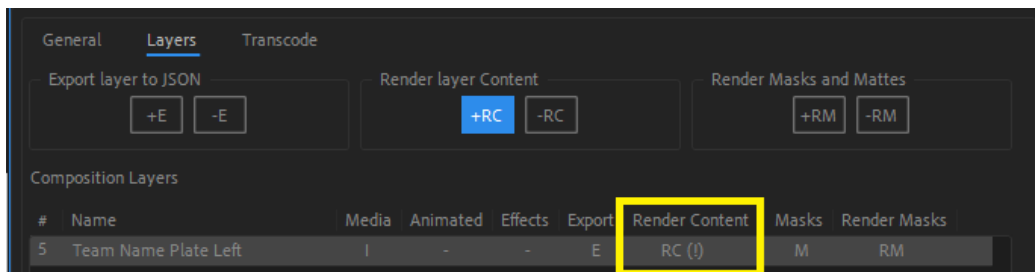 General Layers Transcode
Export layer to JSON Render layer Content Render Masks and Mattes
+E -E +RC -RC +RM -RM
Composition Layers
# Name Media Animated Effects Export Render Content Masks Render Masks
5 Team Name Plate Left I - - E RC (!) M RM